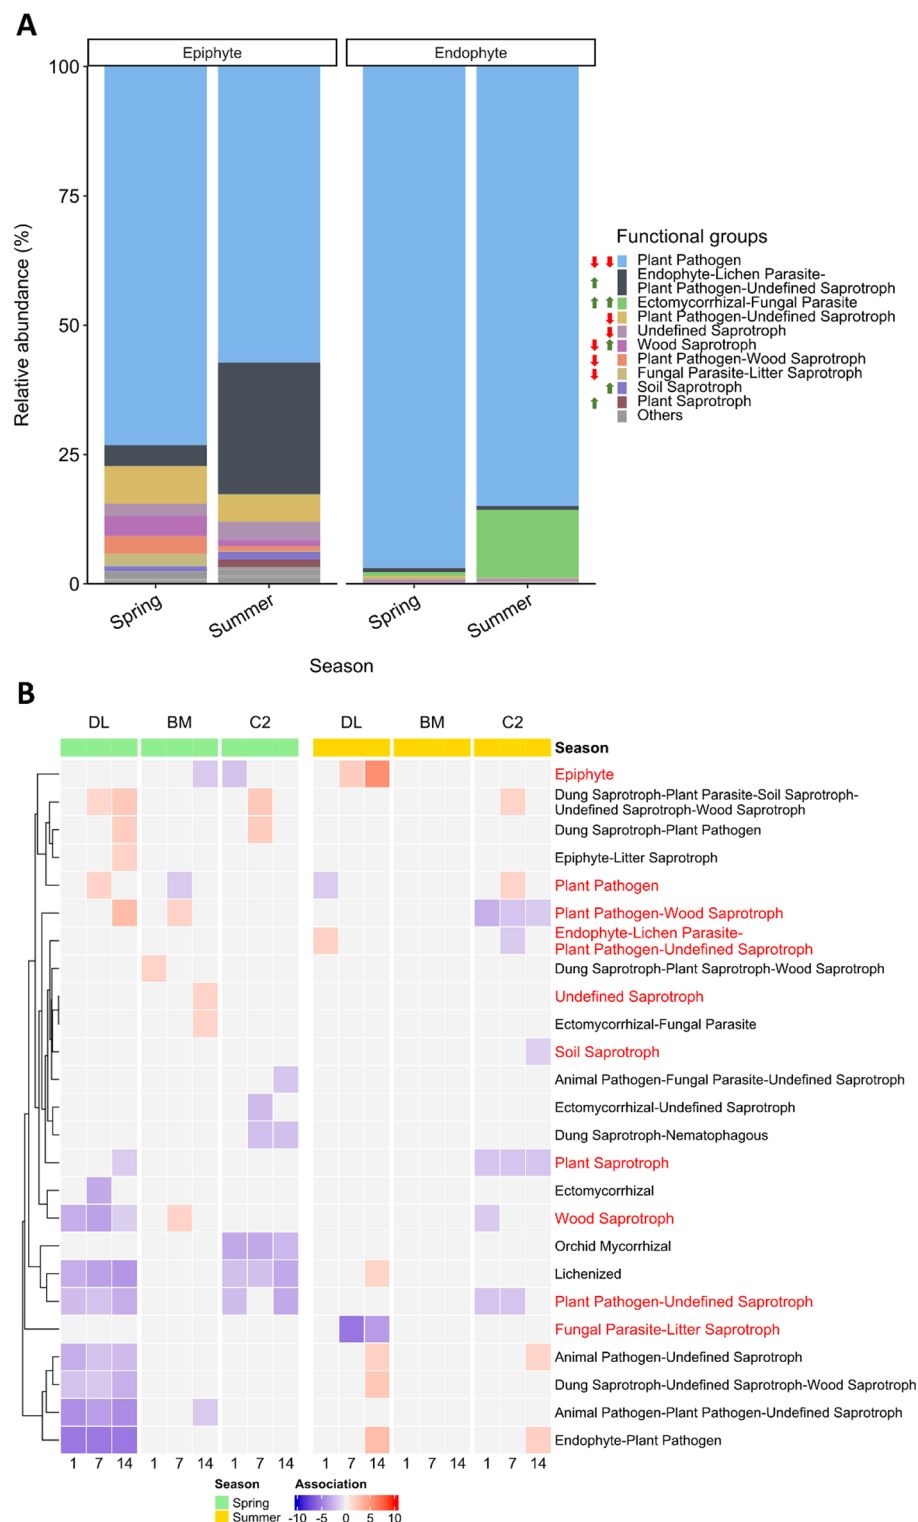 A
Epiphyte
Endophyte
100
75
50
25
0
Relative abundance (%)
Spring
Summer
Spring
Summer
Season
Functional groups
Plant Pathogen
Endophyte-Lichen Parasite-
Plant Pathogen-Undefined Saprotroph
Ectomycorrhizal-Fungal Parasite
Plant Pathogen-Undefined Saprotroph
Undefined Saprotroph
Wood Saprotroph
Plant Pathogen-Wood Saprotroph
Fungal Parasite-Litter Saprotroph
Soil Saprotroph
Plant Saprotroph
Others
B
DL BM C2 DL BM C2
Season
Epiphyte
Dung Saprotroph-Plant Parasite-Soil Saprotroph-
Undefined Saprotroph-Wood Saprotroph
Dung Saprotroph-Plant Pathogen
Epiphyte-Litter Saprotroph
Plant Pathogen
Plant Pathogen-Wood Saprotroph
Endophyte-Lichen Parasite-
Plant Pathogen-Undefined Saprotroph
Dung Saprotroph-Plant Saprotroph-Wood Saprotroph
Undefined Saprotroph
Ectomycorrhizal-Fungal Parasite
Soil Saprotroph
Animal Pathogen-Fungal Parasite-Undefined Saprotroph
Ectomycorrhizal-Undefined Saprotroph
Dung Saprotroph-Nematophagous
Plant Saprotroph
Ectomycorrhizal
Wood Saprotroph
Orchid Mycorrhizal
Lichenized
Plant Pathogen-Undefined Saprotroph
Fungal Parasite-Litter Saprotroph
Animal Pathogen-Undefined Saprotroph
Dung Saprotroph-Undefined Saprotroph-Wood Saprotroph
Animal Pathogen-Plant Pathogen-Undefined Saprotroph
Endophyte-Plant Pathogen
1 7 14 1 7 14 1 7 14 1 7 14 1 7 14 1 7 14
Season
Spring
Summer
Association
-10 -5 0 5 10